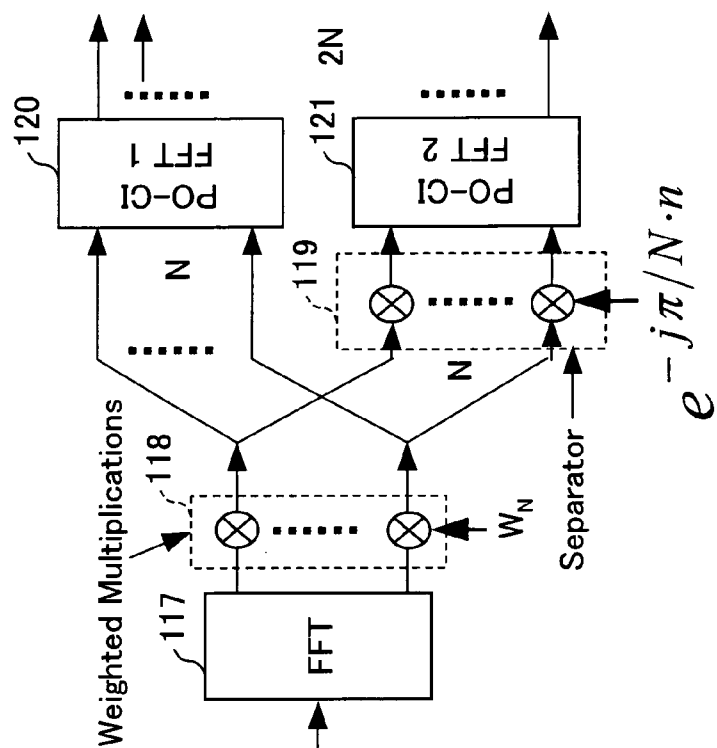 Weighted Multiplications
117
FFT
118
W_N
N
N
119
Separator
e^{-jπ/N·n}
120
PO-CI
FFT 1
121
PO-CI
FFT 2
2N